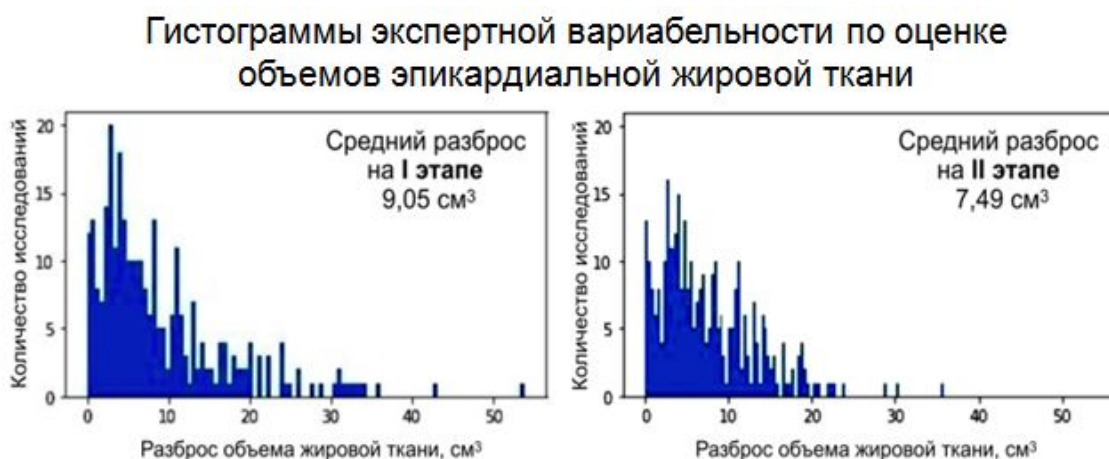 Гистограммы экспертной вариабельности по оценке
объемов эпикардиальной жировой ткани
Количество исследований
20
15
10
5
0
Средний разброс
на I этапе
9,05 см³
0 10 20 30 40 50
Разброс объема жировой ткани, см³
Количество исследований
20
15
10
5
0
Средний разброс
на II этапе
7,49 см³
0 10 20 30 40 50
Разброс объема жировой ткани, см³